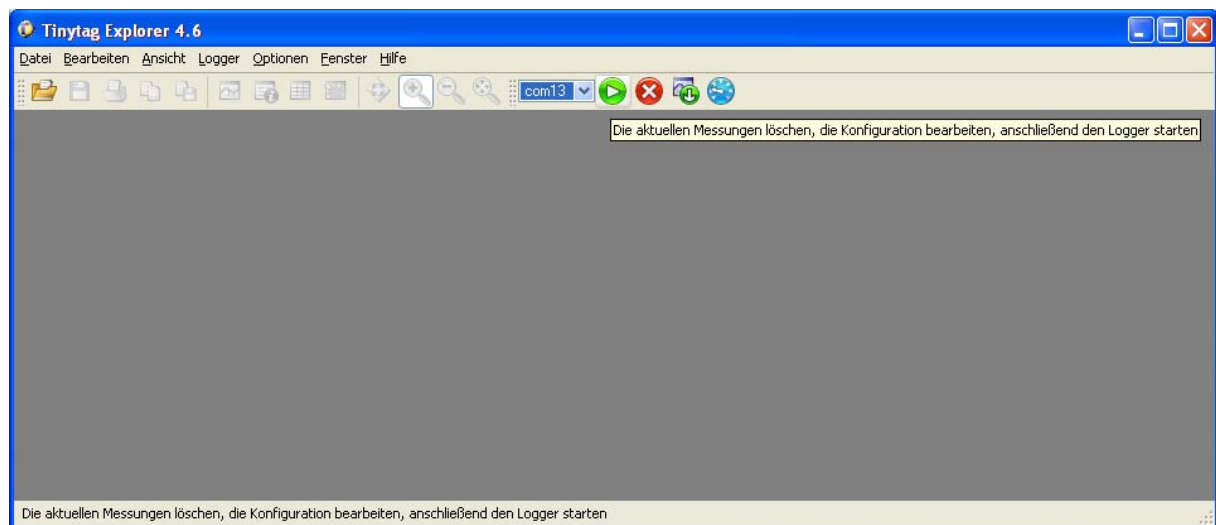 Tinytag Explorer 4.6
Datei Bearbeiten Ansicht Logger Optionen Fenster Hilfe
com13
Die aktuellen Messungen löschen, die Konfiguration bearbeiten, anschließend den Logger starten
Die aktuellen Messungen löschen, die Konfiguration bearbeiten, anschließend den Logger starten